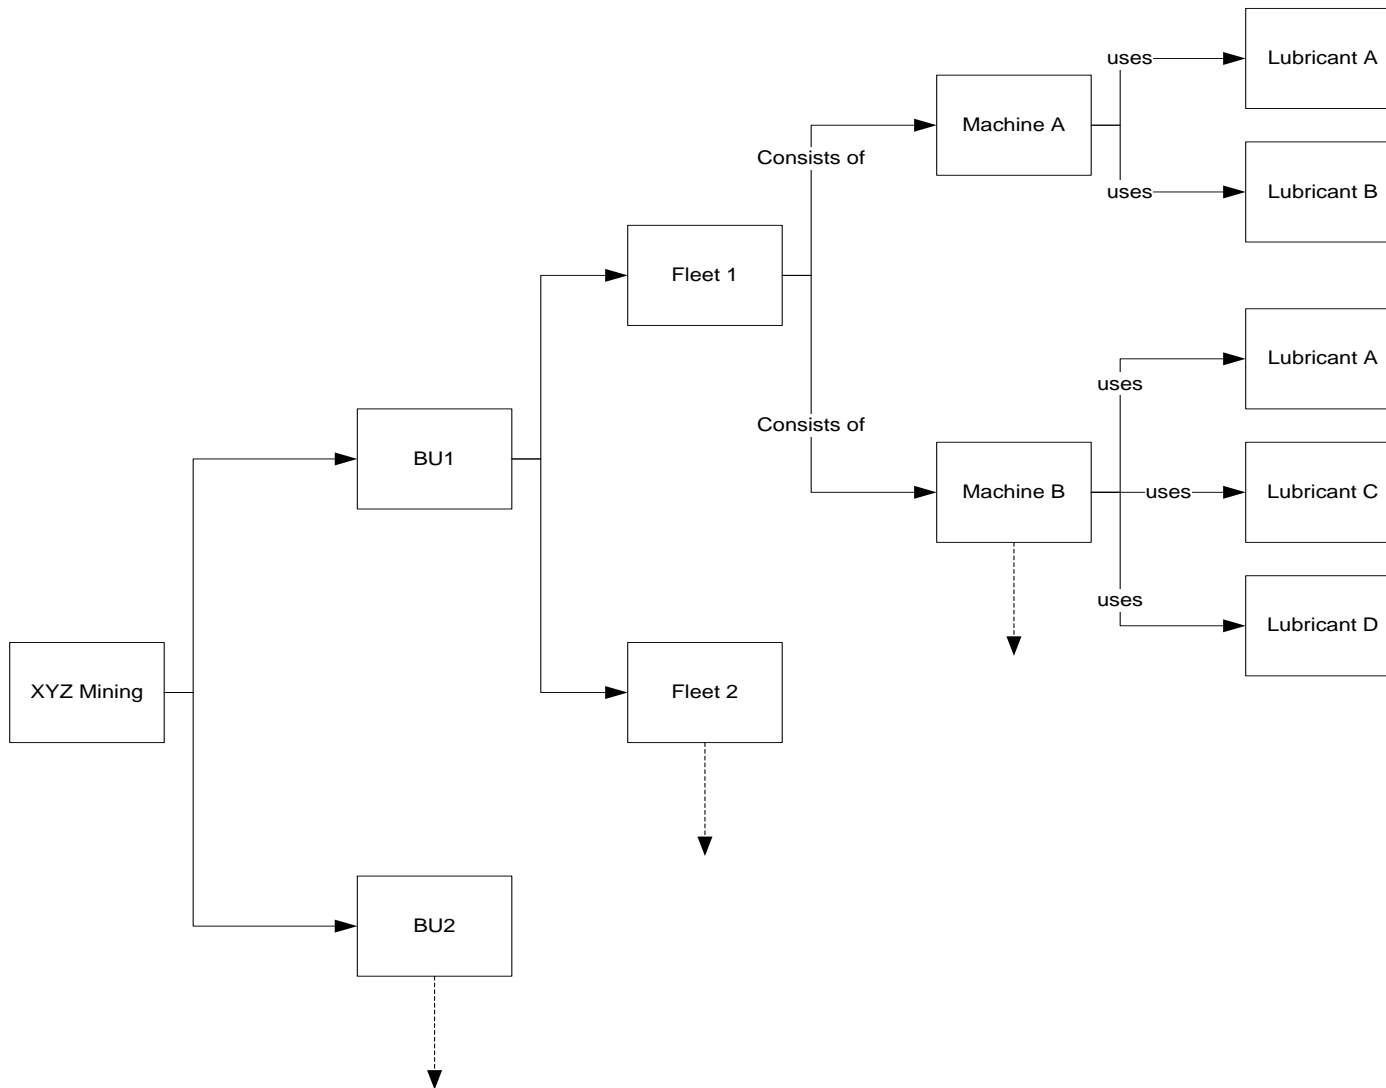 uses
Lubricant A
Machine A
Consists of
uses
Lubricant B
Fleet 1
Lubricant A
uses
Consists of
BU1
Machine B
uses
Lubricant C
uses
Lubricant D
XYZ Mining
Fleet 2
BU2